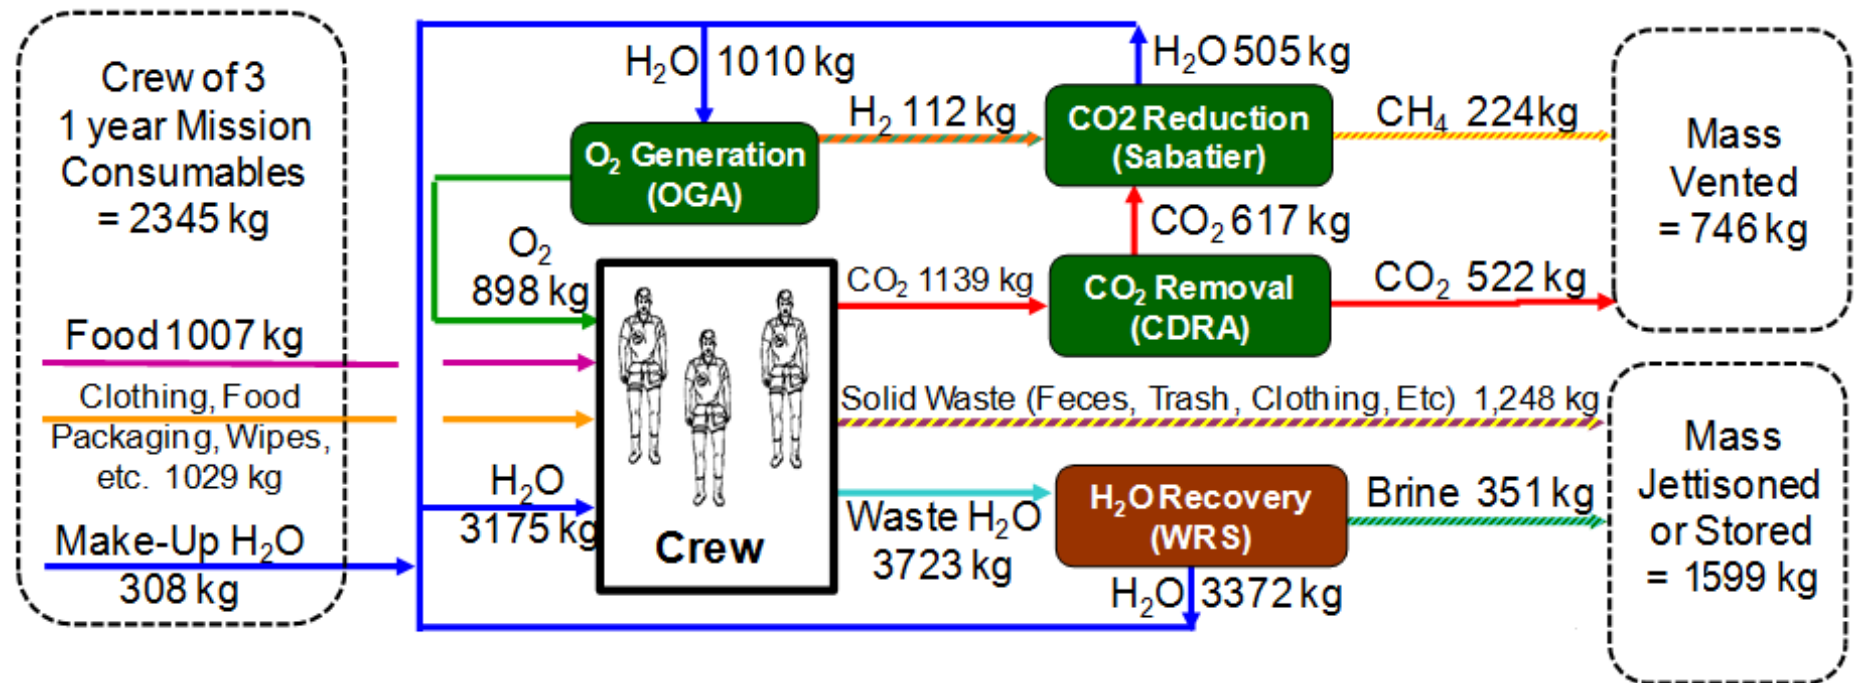 Crew of 3
1 year Mission
Consumables
= 2345 kg
Food 1007 kg
Clothing, Food
Packaging, Wipes,
etc. 1029 kg
Make-Up H₂O
308 kg
H₂O 1010 kg
O₂ Generation
(OGA)
H₂ 112 kg
H₂O 505 kg
CO2 Reduction
(Sabatier)
CH₄ 224kg
O₂
898 kg
CO₂ 617 kg
CO₂ 1139 kg
CO₂ Removal
(CDRA)
CO₂ 522 kg
Mass
Vented
= 746 kg
H₂O
3175 kg
Crew
Solid Waste (Feces, Trash, Clothing, Etc) 1,248 kg
Waste H₂O
3723 kg
H₂O Recovery
(WRS)
Brine 351 kg
H₂O 3372 kg
Mass
Jettisoned
or Stored
= 1599 kg